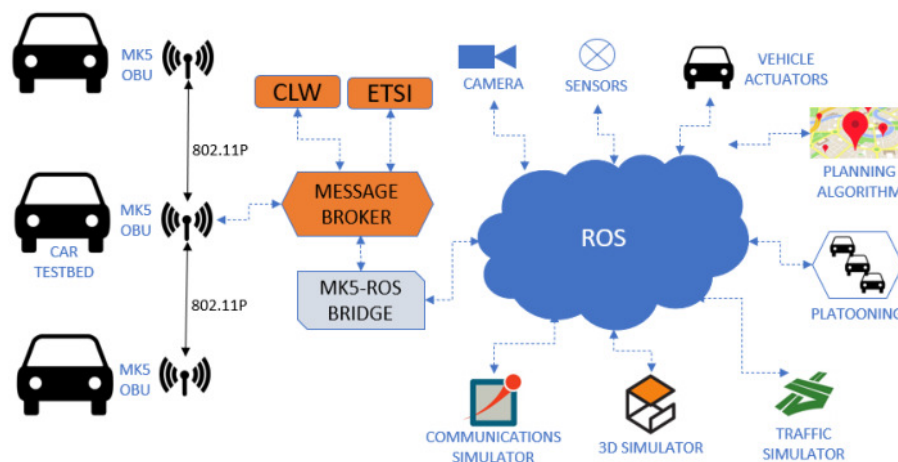 MK5
OBU
802.11P
MK5
OBU
CAR
TESTBED
802.11P
MK5
OBU
CLW
ETSI
MESSAGE
BROKER
MK5-ROS
BRIDGE
CAMERA
SENSORS
VEHICLE
ACTUATORS
PLANNING
ALGORITHM
ROS
PLATOONING
COMMUNICATIONS
SIMULATOR
3D SIMULATOR
TRAFFIC
SIMULATOR